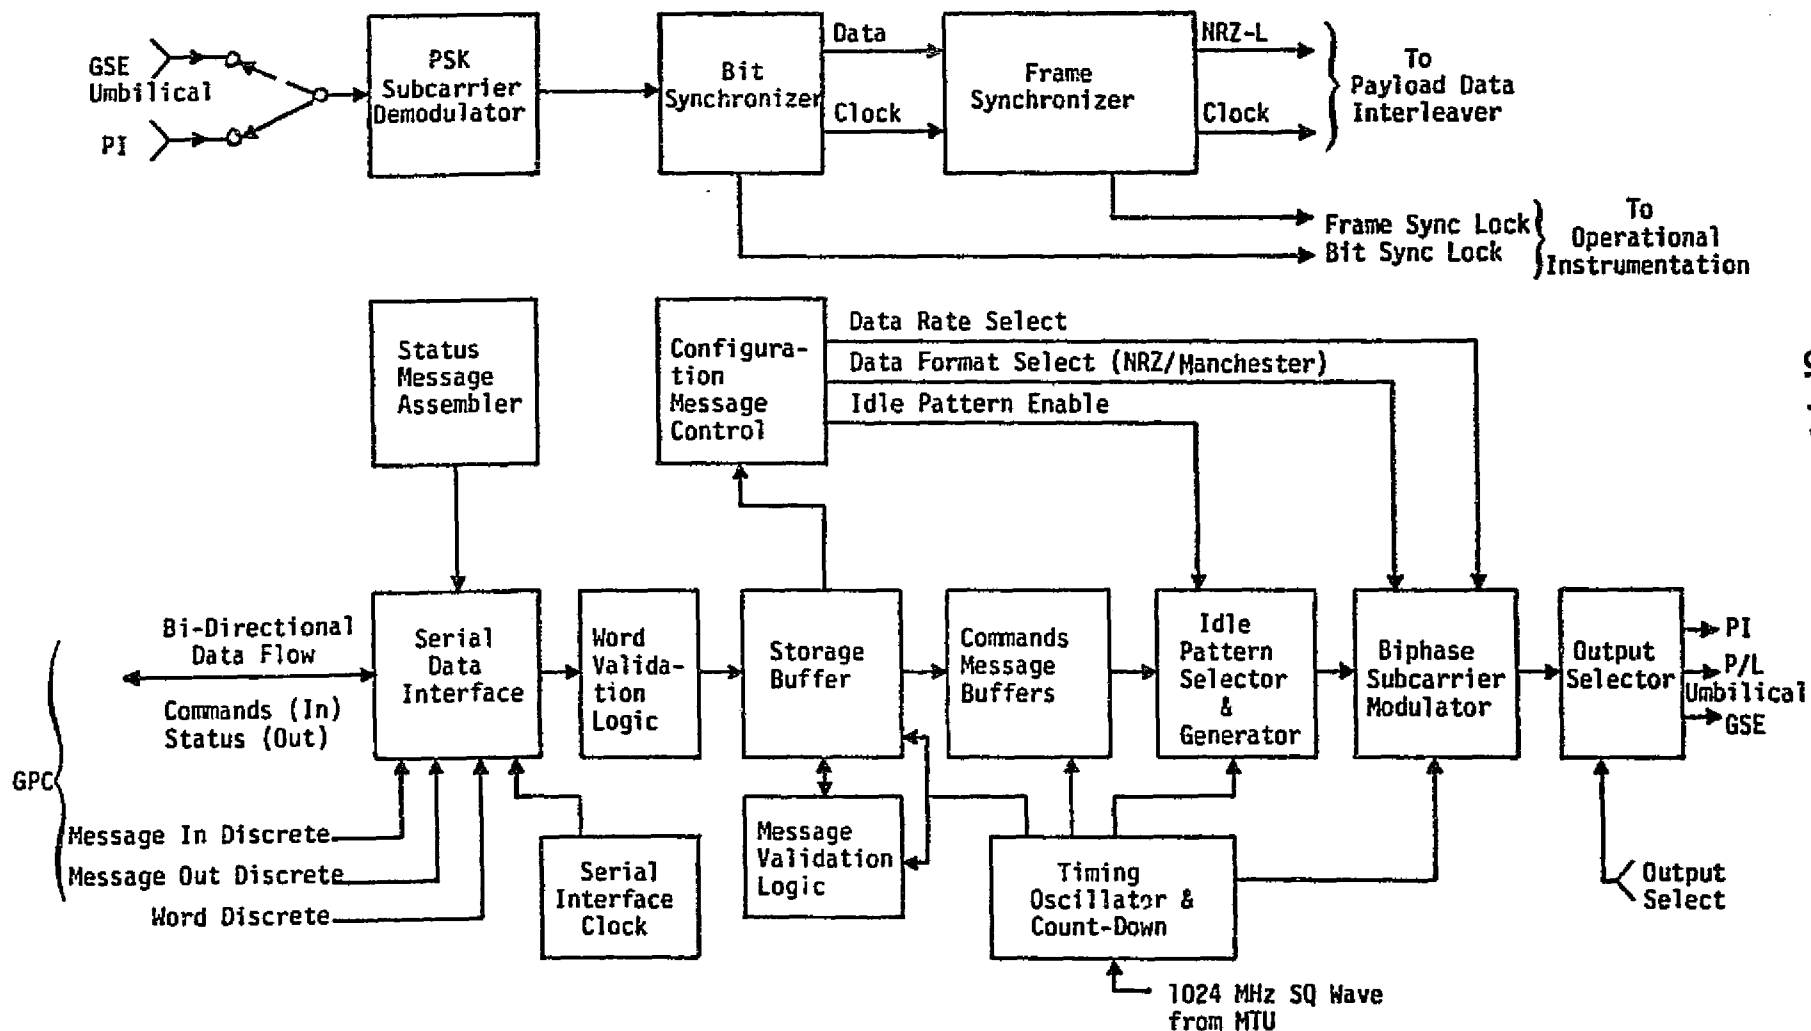 GSE
Umbilical
PI
PSK
Subcarrier
Demodulator
Bit
Synchronizer
Data
Clock
Frame
Synchronizer
NRZ-L
Clock
To
Payload Data
Interleaver
Frame Sync Lock
Bit Sync Lock
To
Operational
Instrumentation
Status
Message
Assembler
Configura-
tion
Message
Control
Data Rate Select
Data Format Select (NRZ/Manchester)
Idle Pattern Enable
GPC
Bi-Directional
Data Flow
Commands (In)
Status (Out)
Message In Discrete
Message Out Discrete
Word Discrete
Serial
Data
Interface
Word
Valida-
tion
Logic
Storage
Buffer
Commands
Message
Buffers
Idle
Pattern
Selector
&
Generator
Biphase
Subcarrier
Modulator
Output
Selector
PI
P/L
Umbilical
GSE
Serial
Interface
Clock
Message
Validation
Logic
Timing
Oscillator &
Count-Down
Output
Select
1024 MHz SQ Wave
from MTU